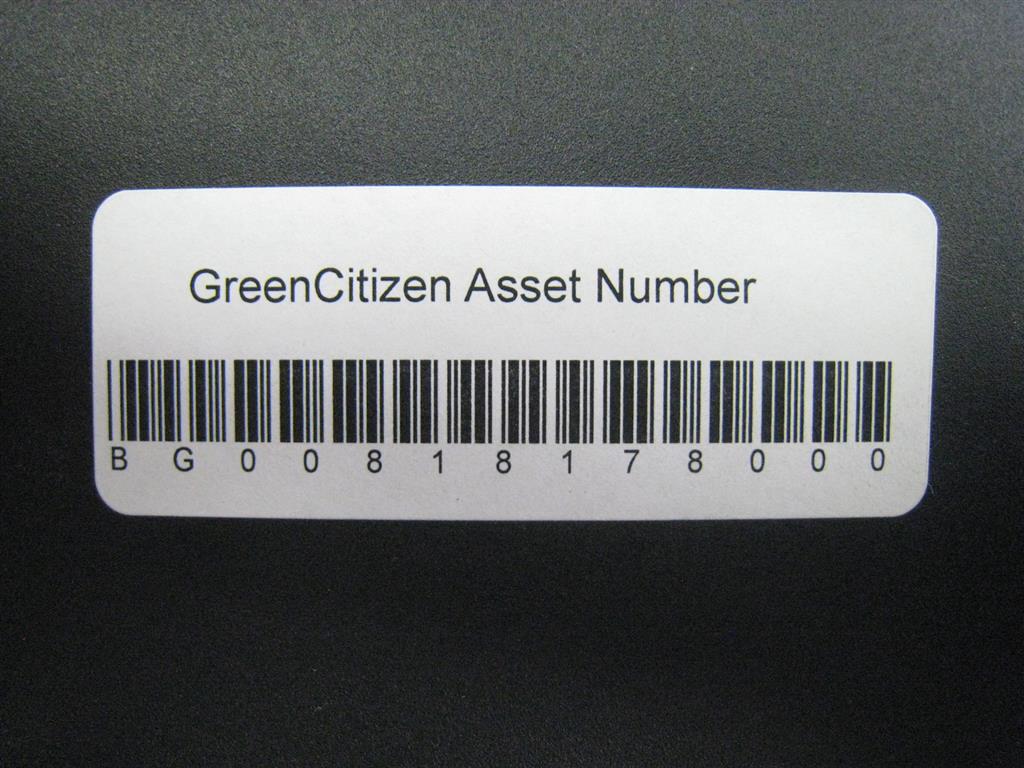 GreenCitizen Asset Number
B G 0 0 8 1 8 1 7 8 0 0 0